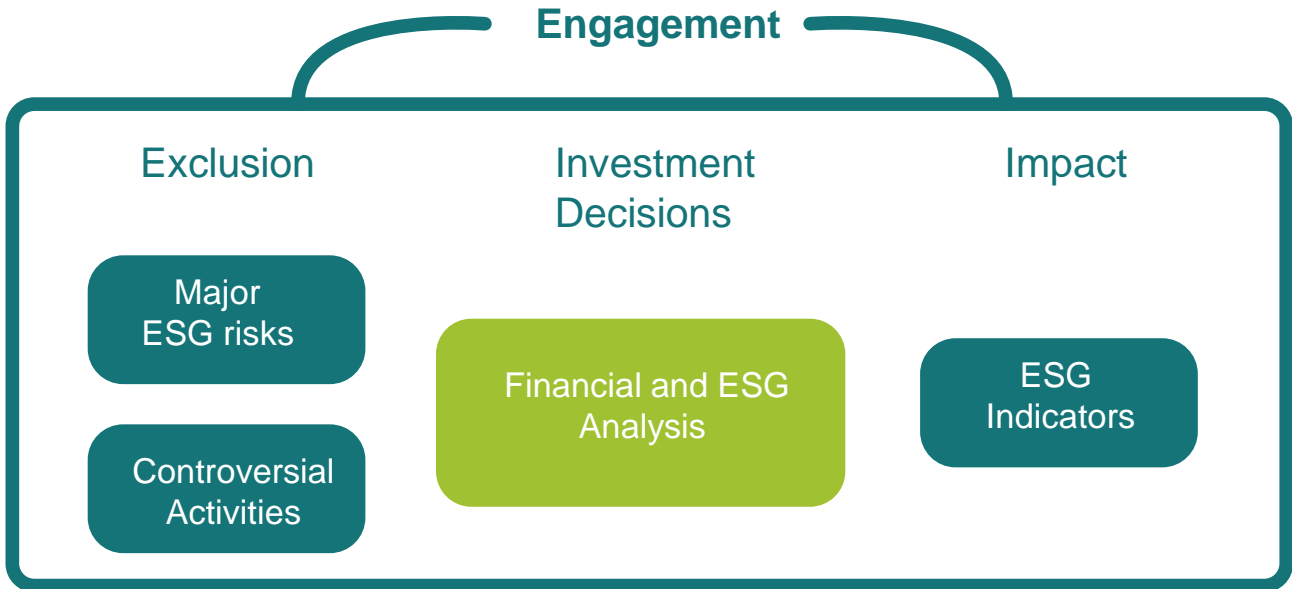 Engagement
Exclusion
Investment
Decisions
Impact
Major
ESG risks
Controversial
Activities
Financial and ESG
Analysis
ESG
Indicators